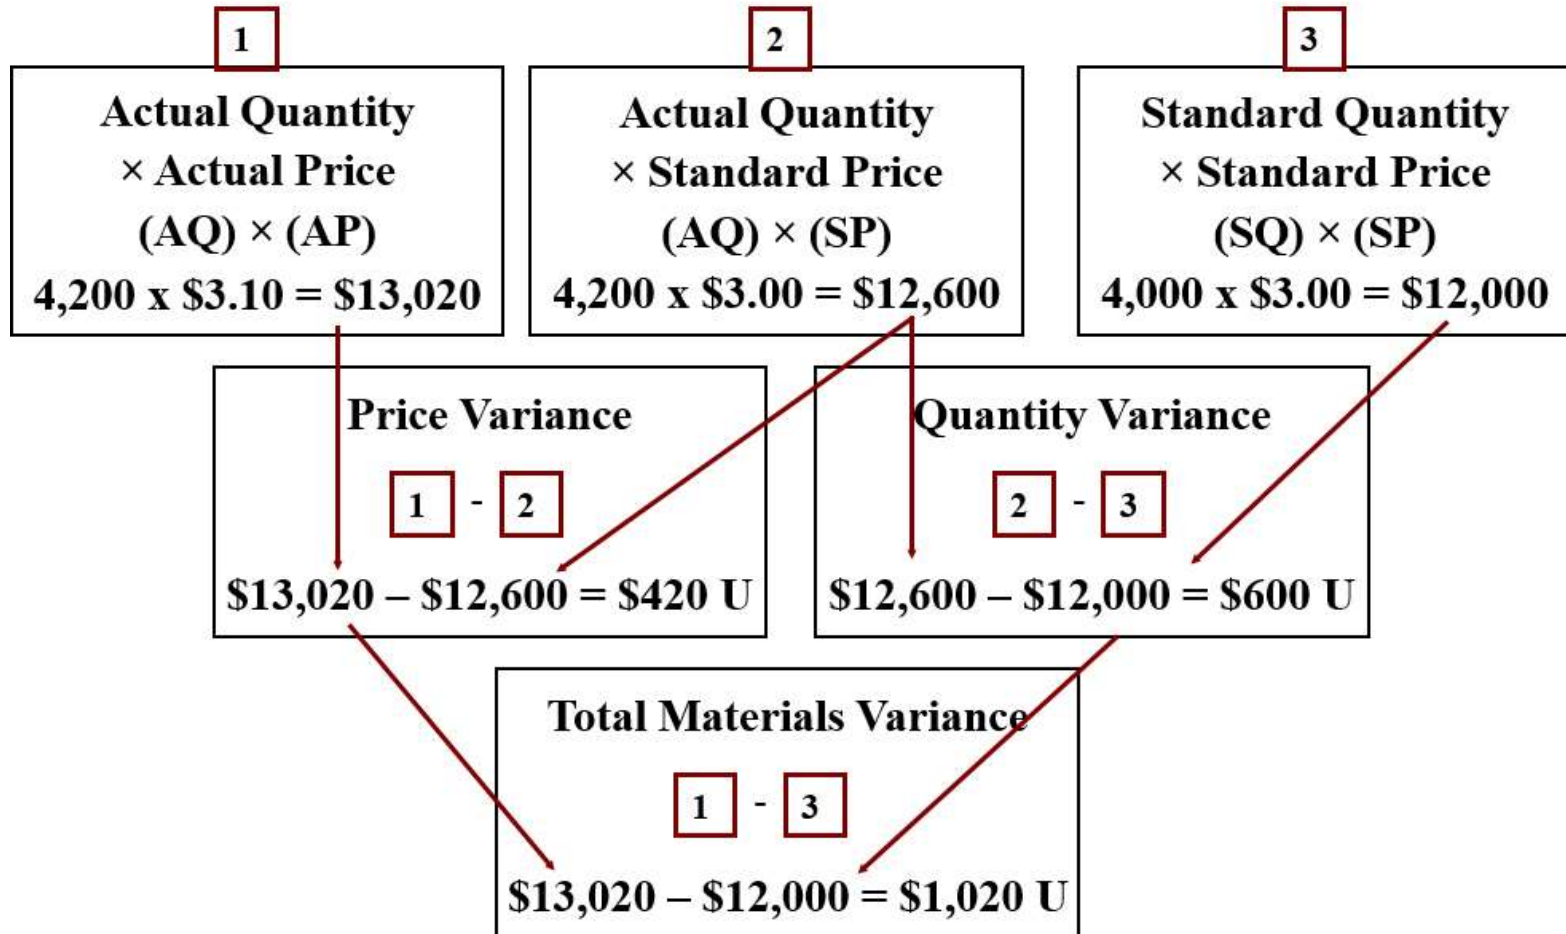 1
Actual Quantity
× Actual Price
(AQ) × (AP)
4,200 x $3.10 = $13,020
2
Actual Quantity
× Standard Price
(AQ) × (SP)
4,200 x $3.00 = $12,600
3
Standard Quantity
× Standard Price
(SQ) × (SP)
4,000 x $3.00 = $12,000
Price Variance
1 - 2
$13,020 – $12,600 = $420 U
Quantity Variance
2 - 3
$12,600 – $12,000 = $600 U
Total Materials Variance
1 - 3
$13,020 – $12,000 = $1,020 U